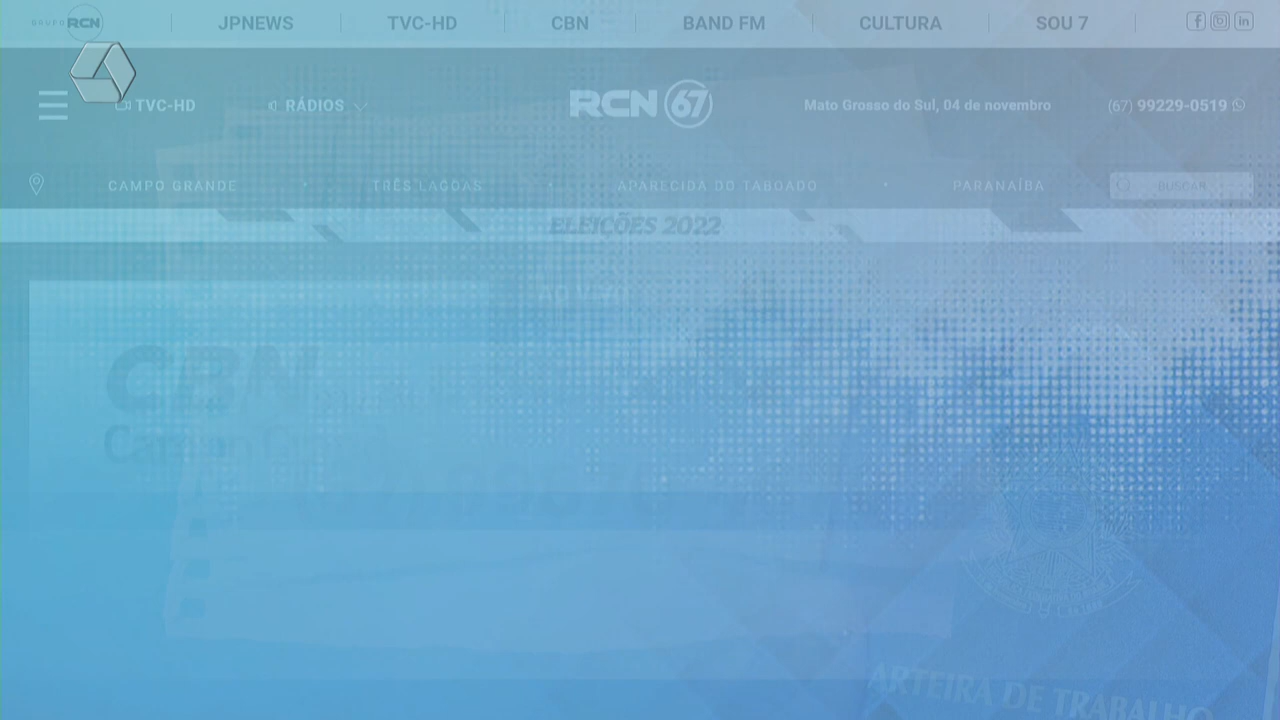 GRUPO RCN JPNEWS TVC-HD CBN BAND FM CULTURA SOU 7
TVC-HD RÁDIOS RCN 67 Mato Grosso do Sul, 04 de novembro (67) 99229-0519
CAMPO GRANDE • TRÊS LAGOAS • APARECIDA DO TABOADO • PARANAÍBA BUSCAR
ELEIÇÕES 2022
CBN
ARTEIRA DE TRABALHO